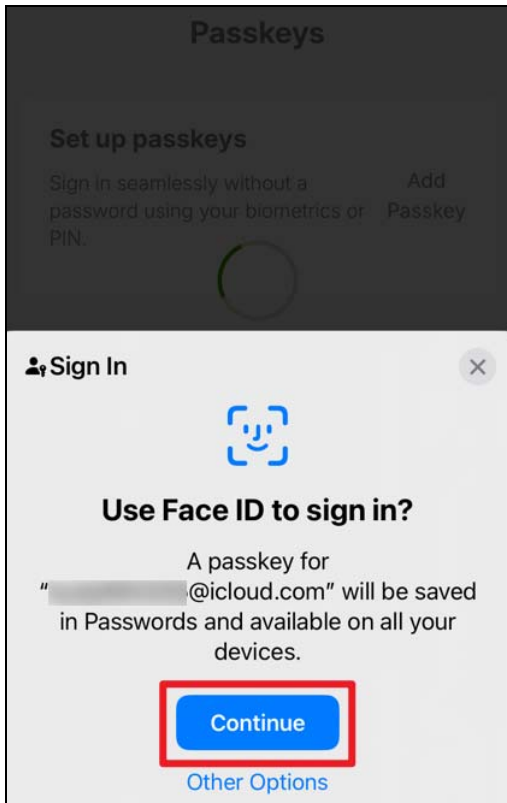 Passkeys
Set up passkeys
Sign in seamlessly without a
password using your biometrics or
PIN.
Add
Passkey
Sign In
Use Face ID to sign in?
A passkey for
“@icloud.com” will be saved
in Passwords and available on all your
devices.
Continue
Other Options